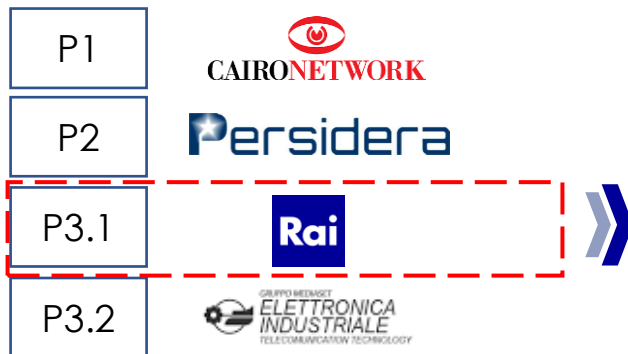 P1
CAIRONETWORK
P2
Persidera
P3.1
Rai
P3.2
GRUPPO MEDIASET
ELETTRONICA
INDUSTRIALE
TELECOMMUNICATION TECHNOLOGY